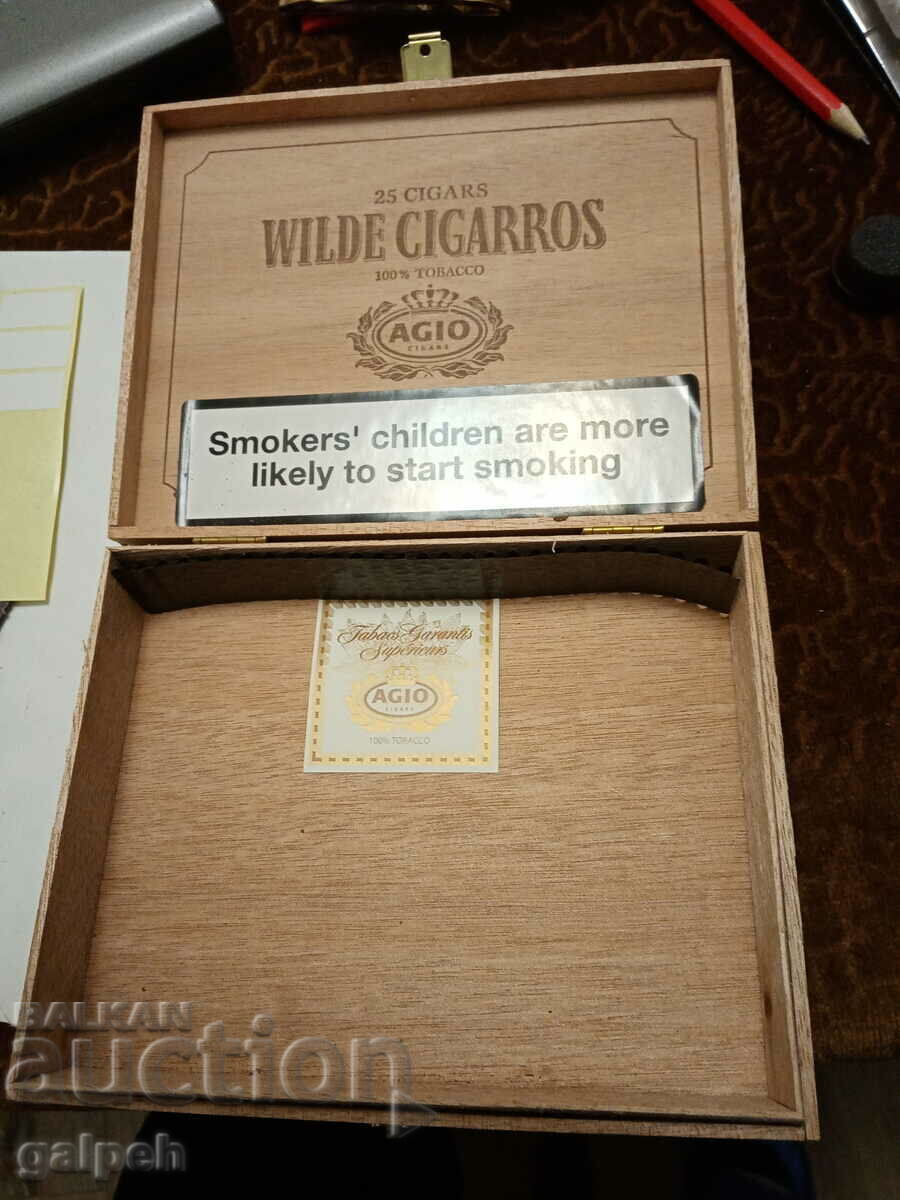 25 CIGARS
WILDE CIGARROS
100% TOBACCO
AGIO
CIGARS
Smokers' children are more
likely to start smoking
Tabacs Garantis
Superieurs
AGIO
CIGARS
100% TOBACCO
BALKAN
auction
galpeh